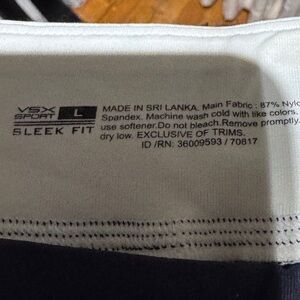 VSX
SPORT
L
SLEEK FIT
MADE IN SRI LANKA. Main Fabric: 87% Nylo
Spandex. Machine wash cold with like colors.
use softener.Do not bleach.Remove promptly.
dry low. EXCLUSIVE OF TRIMS.
ID /RN: 36009593 / 70817